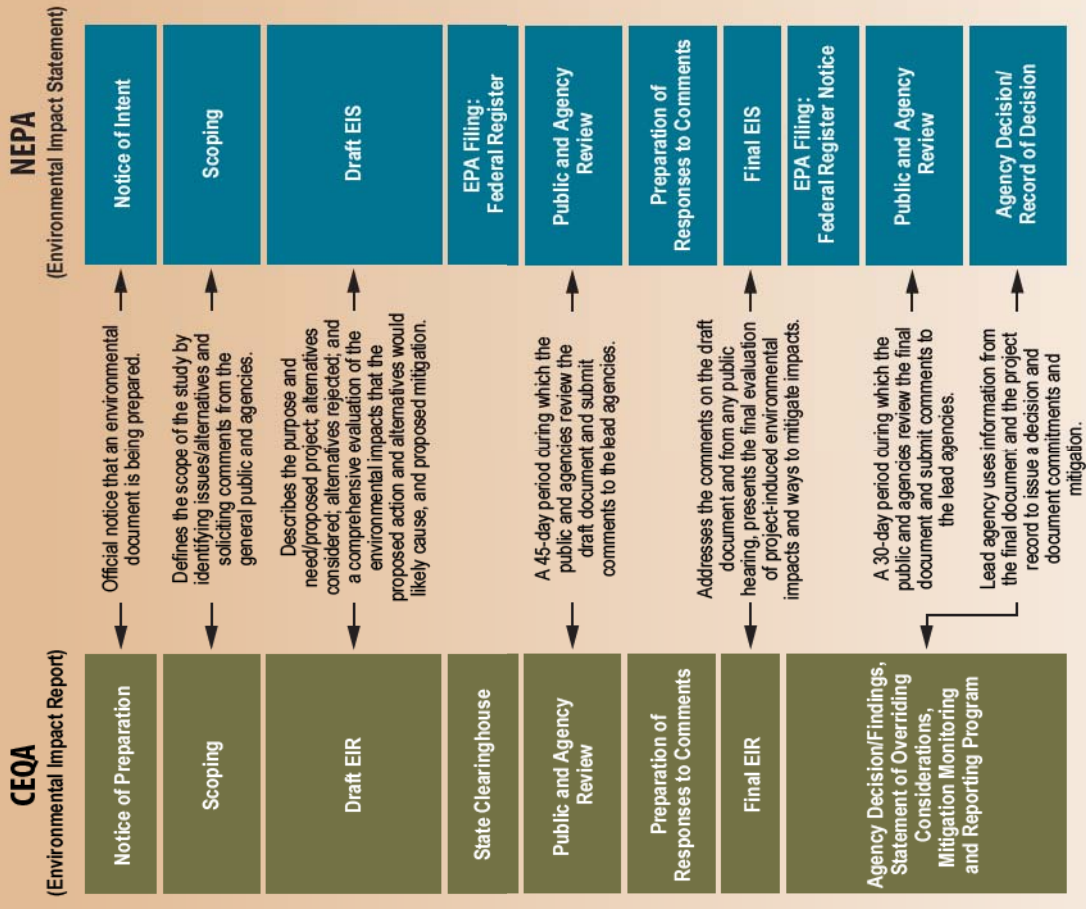 CEQA
(Environmental Impact Report)
Notice of Preparation
Scoping
Draft EIR
State Clearinghouse
Public and Agency
Review
Preparation of
Responses to Comments
Final EIR
Agency Decision/Findings,
Statement of Overriding
Considerations,
Mitigation Monitoring
and Reporting Program
Official notice that an environmental
document is being prepared.
Defines the scope of the study by
identifying issues/alternatives and
soliciting comments from the
general public and agencies.
Describes the purpose and
need/proposed project; alternatives
considered; alternatives rejected; and
a comprehensive evaluation of the
environmental impacts that the
proposed action and alternatives would
likely cause, and proposed mitigation.
A 45-day period during which the
public and agencies review the
draft document and submit
comments to the lead agencies.
Addresses the comments on the draft
document and from any public
hearing, presents the final evaluation
of project-induced environmental
impacts and ways to mitigate impacts.
A 30-day period during which the
public and agencies review the final
document and submit comments to
the lead agencies.
Lead agency uses information from
the final document and the project
record to issue a decision and
document commitments and
mitigation.
NEPA
(Environmental Impact Statement)
Notice of Intent
Scoping
Draft EIS
EPA Filing:
Federal Register
Public and Agency
Review
Preparation of
Responses to Comments
Final EIS
EPA Filing:
Federal Register Notice
Public and Agency
Review
Agency Decision/
Record of Decision